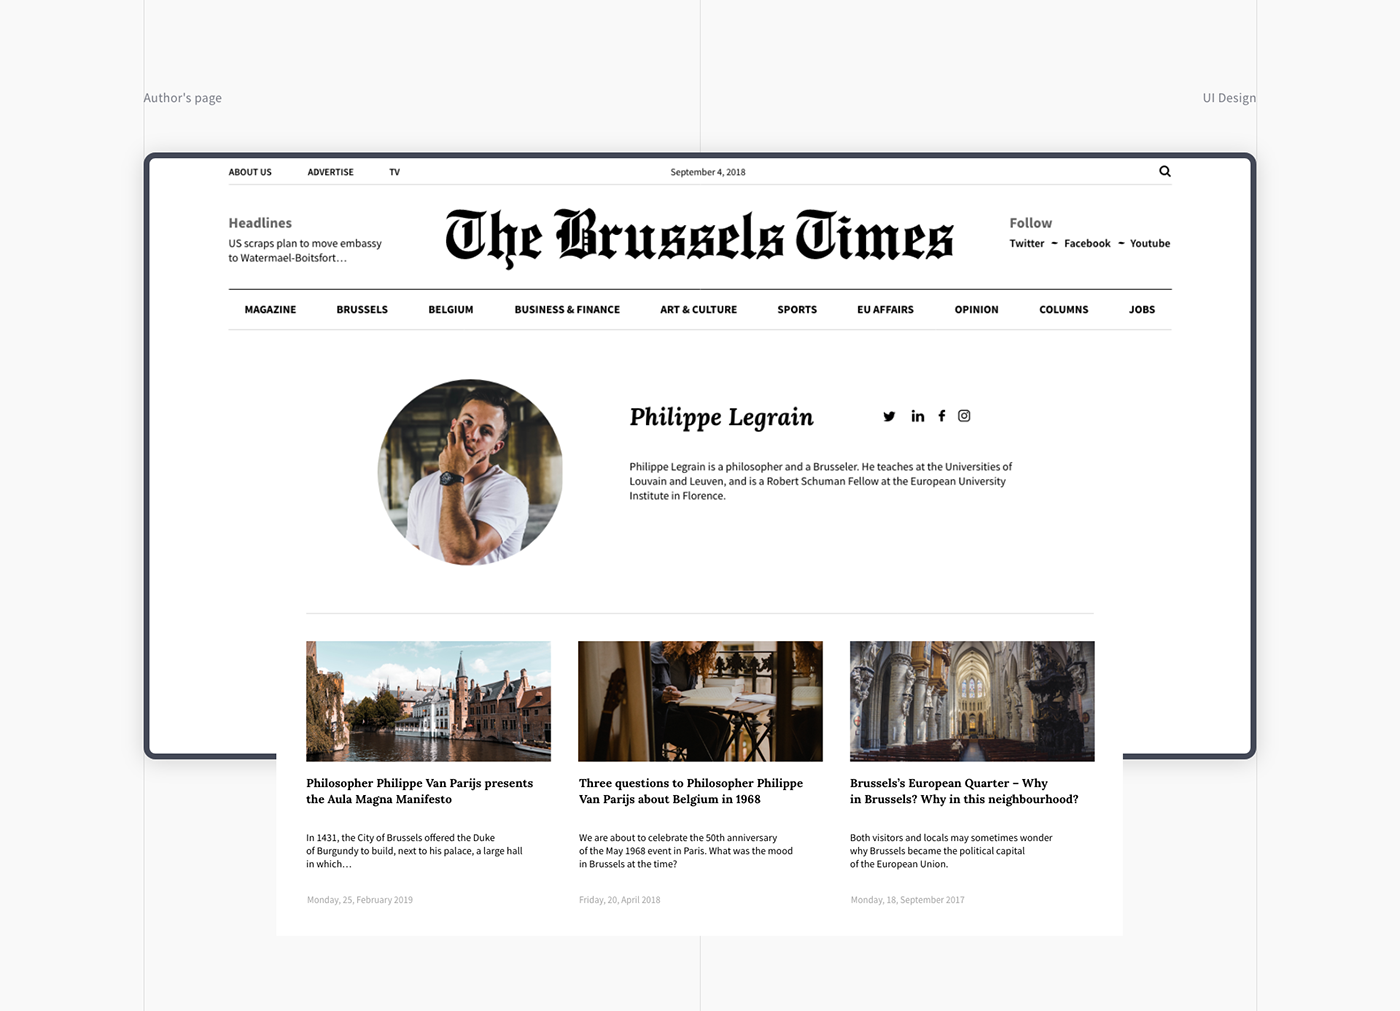 Author's page
UI Design
ABOUT US ADVERTISE TV September 4, 2018
Headlines
US scraps plan to move embassy
to Watermael-Boitsfort…
The Brussels Times
Follow
Twitter ~ Facebook ~ Youtube
MAGAZINE BRUSSELS BELGIUM BUSINESS & FINANCE ART & CULTURE SPORTS EU AFFAIRS OPINION COLUMNS JOBS
Philippe Legrain
Philippe Legrain is a philosopher and a Brusseler. He teaches at the Universities of
Louvain and Leuven, and is a Robert Schuman Fellow at the European University
Institute in Florence.
Philosopher Philippe Van Parijs presents
the Aula Magna Manifesto
In 1431, the City of Brussels offered the Duke
of Burgundy to build, next to his palace, a large hall
in which…
Monday, 25, February 2019
Three questions to Philosopher Philippe
Van Parijs about Belgium in 1968
We are about to celebrate the 50th anniversary
of the May 1968 event in Paris. What was the mood
in Brussels at the time?
Friday, 20, April 2018
Brussels's European Quarter – Why
in Brussels? Why in this neighbourhood?
Both visitors and locals may sometimes wonder
why Brussels became the political capital
of the European Union.
Monday, 18, September 2017